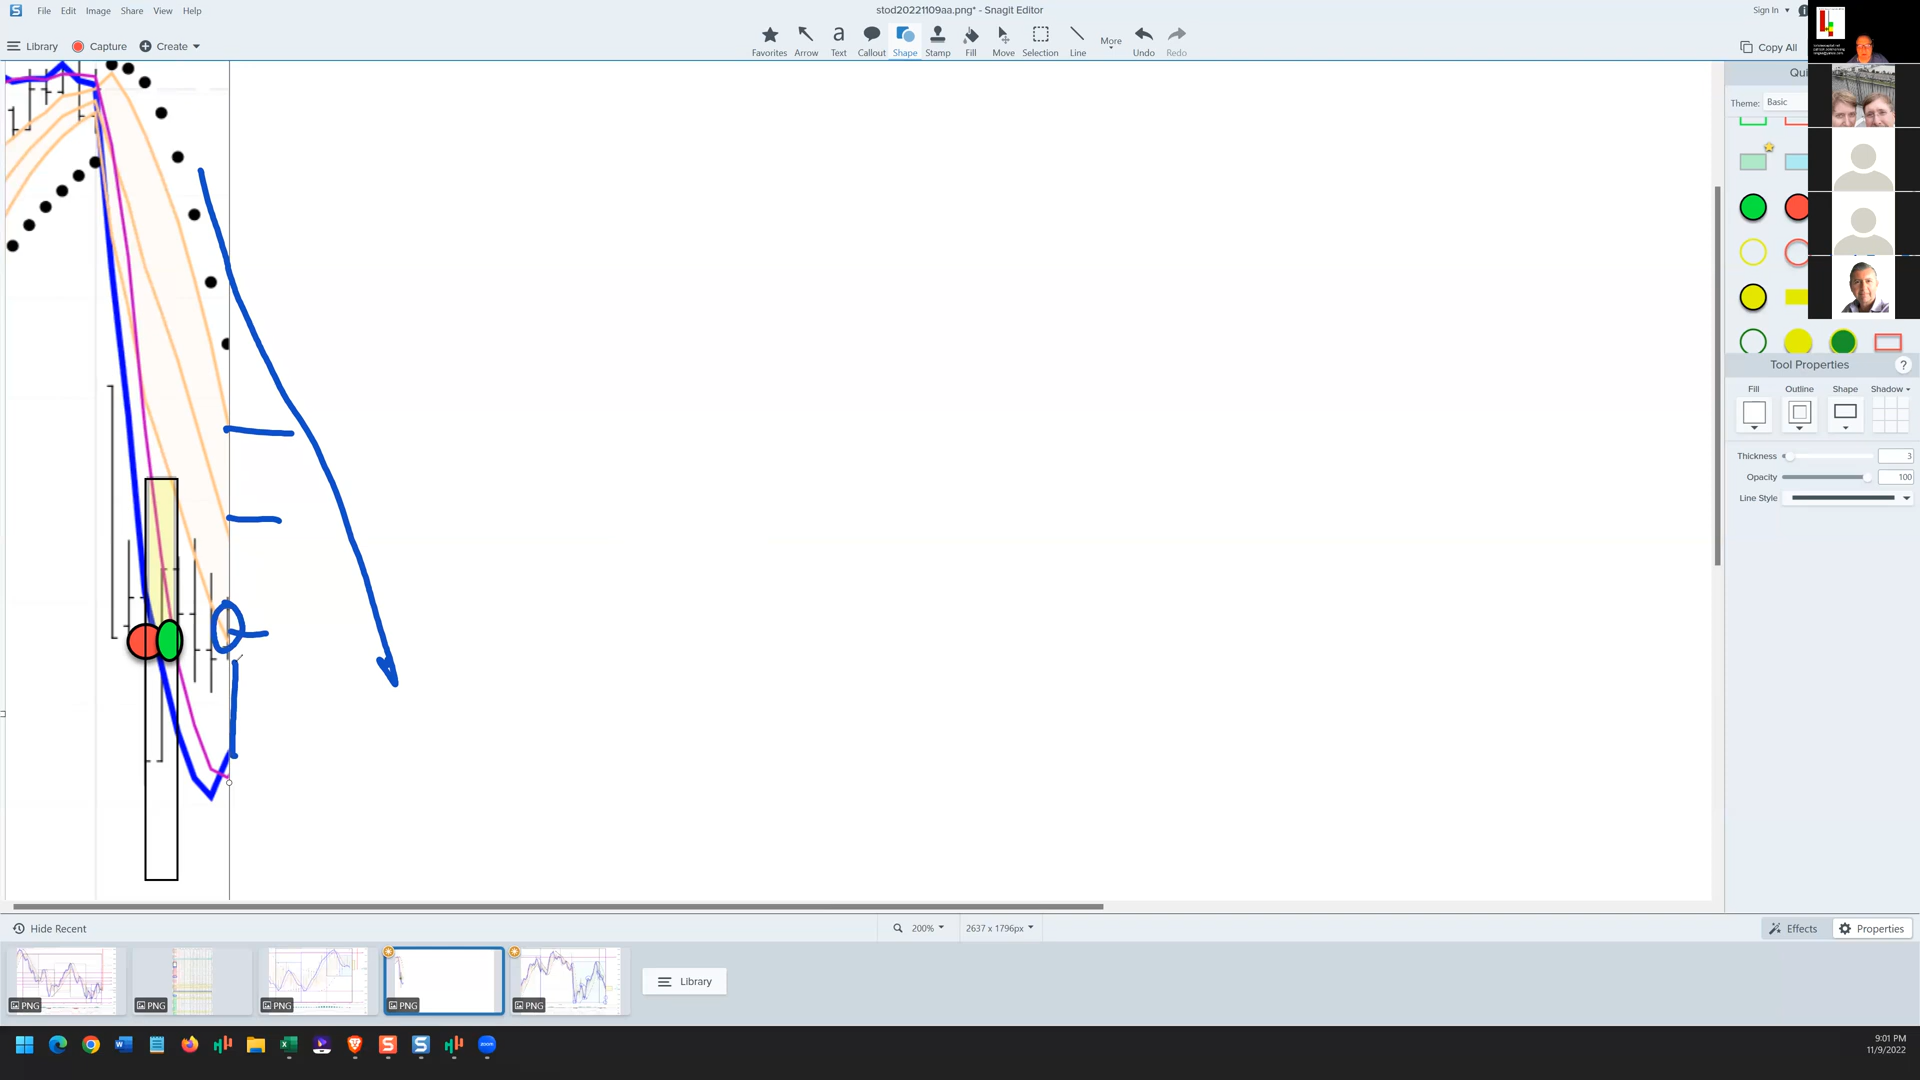 stod20221109aa.png* - Snagit Editor
File Edit Image Share View Help
Sign In
Library Capture Create
Favorites Arrow Text Callout Shape Stamp Fill Move Selection Line More Undo Redo
Copy All
Theme: Basic
Tool Properties ?
Fill Outline Shape Shadow
Thickness 3
Opacity 100
Line Style
Hide Recent
200% 2637 x 1796px
Effects Properties
PNG PNG PNG PNG PNG
Library
9:01 PM
11/9/2022